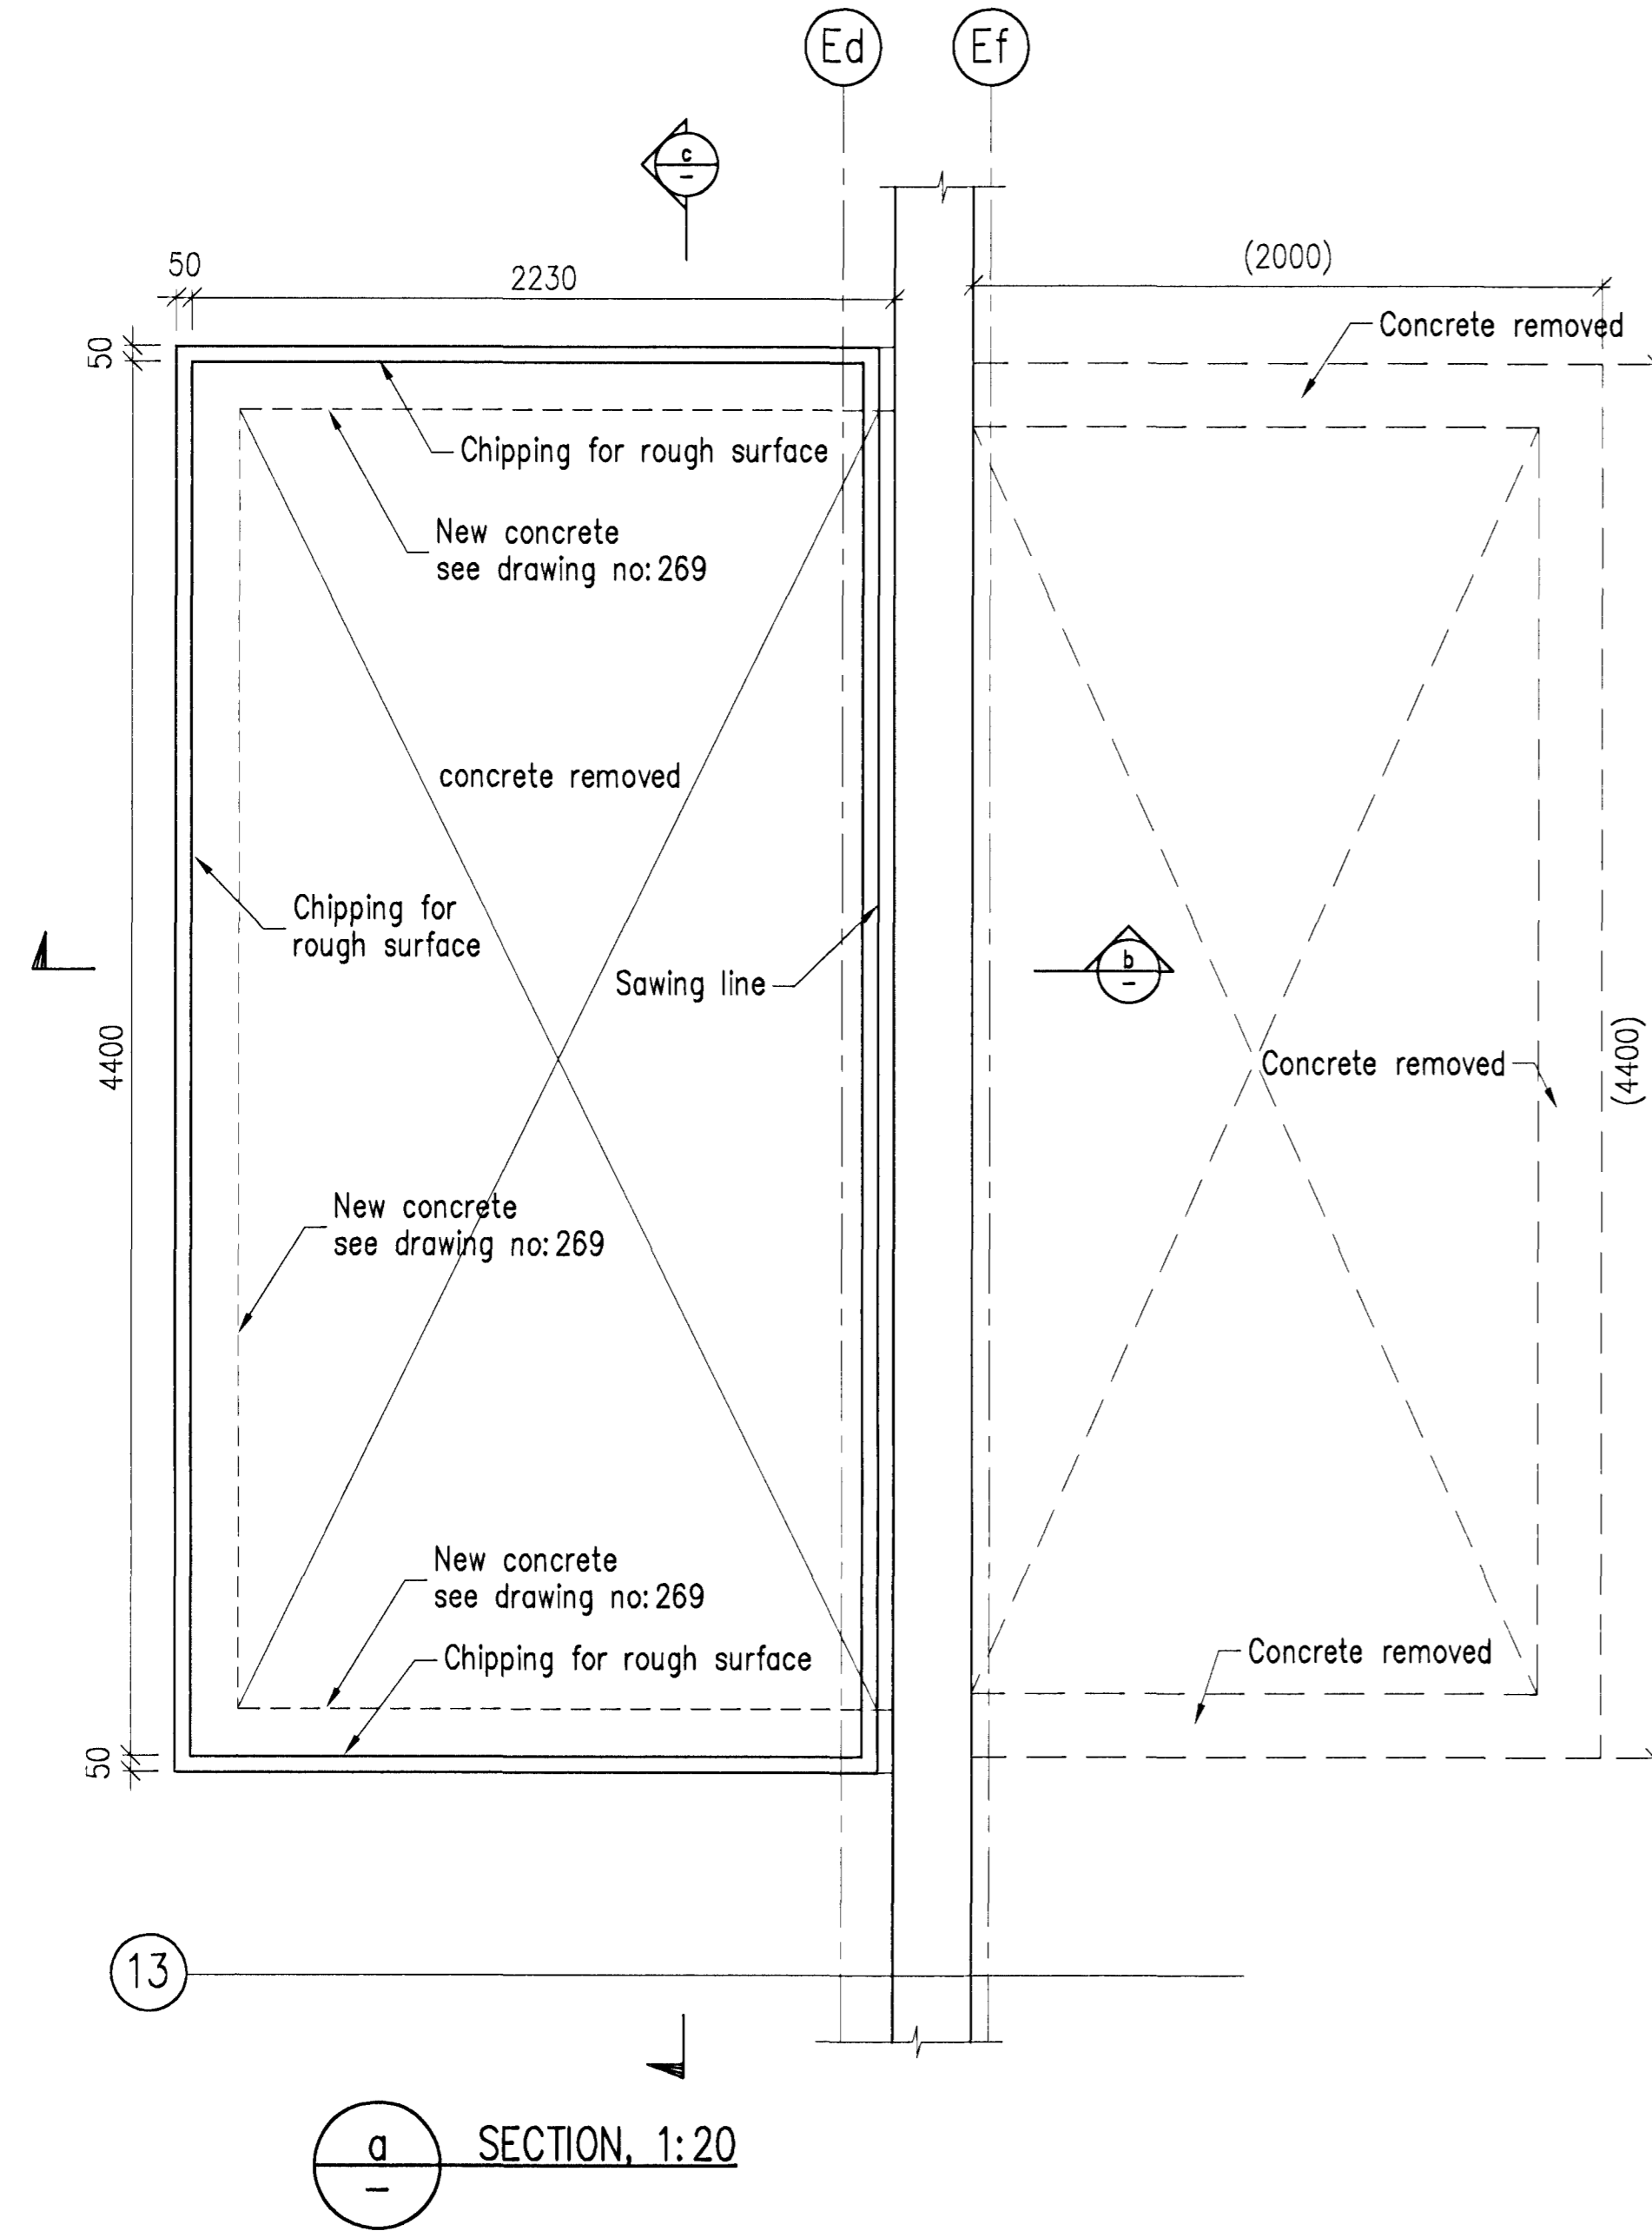 Ed
Ef
c
–
50
2230
(2000)
50
Concrete removed
Chipping for rough surface
New concrete
see drawing no:269
concrete removed
Chipping for
rough surface
Sawing line
b
–
4400
Concrete removed
(4400)
New concrete
see drawing no:269
New concrete
see drawing no:269
Chipping for rough surface
Concrete removed
50
13
a
–
SECTION, 1:20